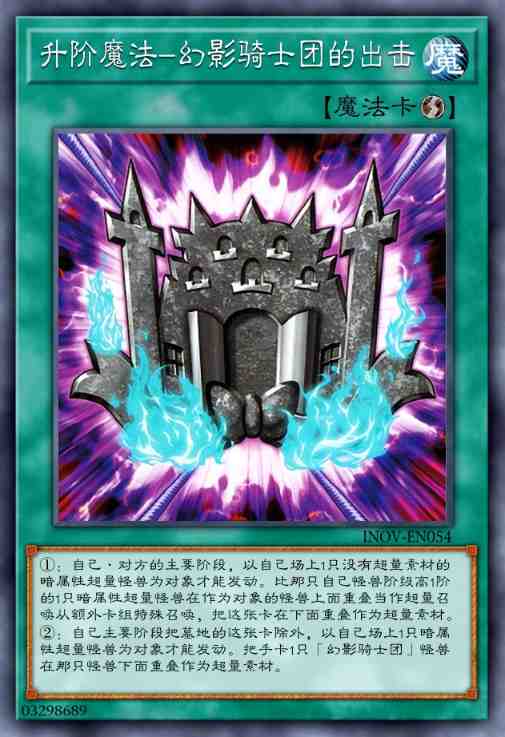 升阶魔法-幻影骑士团的出击
魔
【魔法卡】
INOV-EN054
①：自己·对方的主要阶段，以自己场上1只没有超量素材的
暗属性超量怪兽为对象才能发动。比那只自己怪兽阶级高1阶
的1只暗属性超量怪兽在作为对象的怪兽上面重叠当作超量召
唤从额外卡组特殊召唤，把这张卡在下面重叠作为超量素材。
②：自己主要阶段把墓地的这张卡除外，以自己场上1只暗属
性超量怪兽为对象才能发动。把手卡1只「幻影骑士团」怪兽
在那只怪兽下面重叠作为超量素材。
03298689